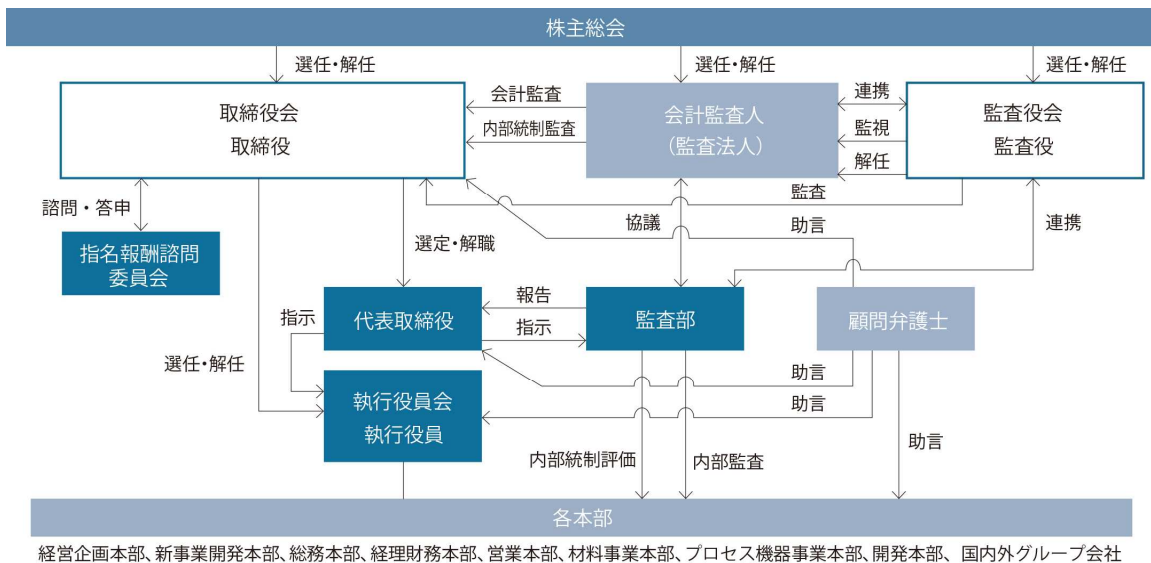 株主総会
選任・解任
選任・解任
選任・解任
取締役会
取締役
会計監査
内部統制監査
会計監査人
（監査法人）
連携
監視
解任
監査役会
監査役
監査
諮問・答申
協議
助言
連携
選定・解職
指名報酬諮問
委員会
報告
指示
代表取締役
指示
監査部
顧問弁護士
選任・解任
助言
執行役員会
執行役員
助言
内部統制評価
内部監査
助言
各本部
経営企画本部、新事業開発本部、総務本部、経理財務本部、営業本部、材料事業本部、プロセス機器事業本部、開発本部、国内外グループ会社